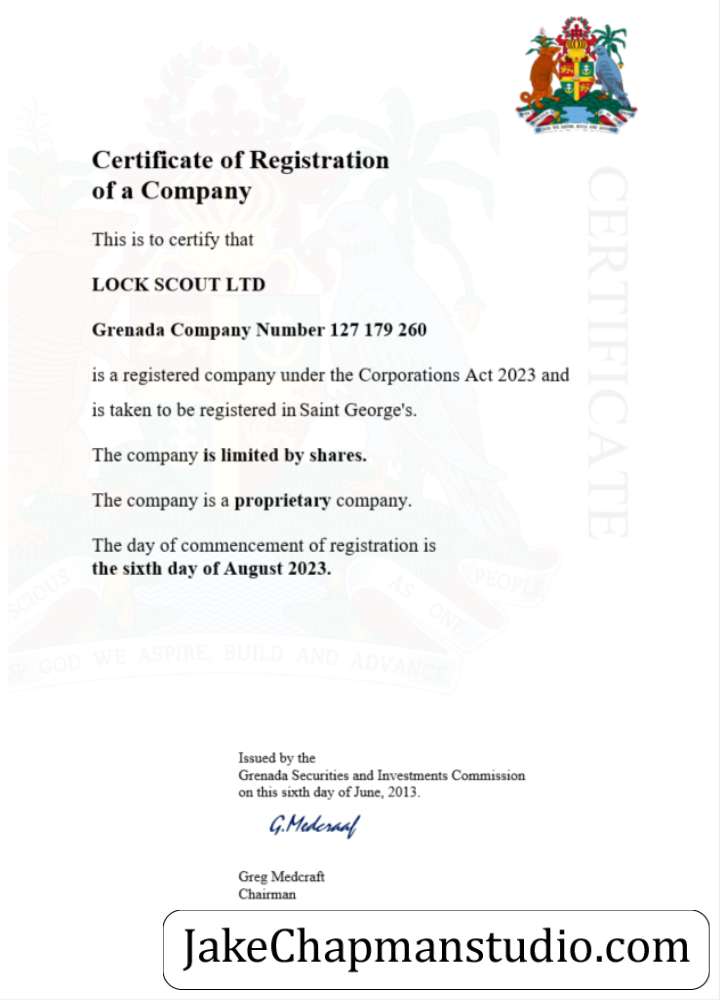 Certificate of Registration
of a Company
This is to certify that
LOCK SCOUT LTD
Grenada Company Number 127 179 260
is a registered company under the Corporations Act 2023 and
is taken to be registered in Saint George's.
The company is limited by shares.
The company is a proprietary company.
The day of commencement of registration is
the sixth day of August 2023.
CERTIFICATE
PEOPLE
AS ONE
GOD WE ASPIRE, BUILD AND ADVANCE
Issued by the
Grenada Securities and Investments Commission
on this sixth day of June, 2013.
G.Medcraaf
Greg Medcraft
Chairman
JakeChapmanstudio.com